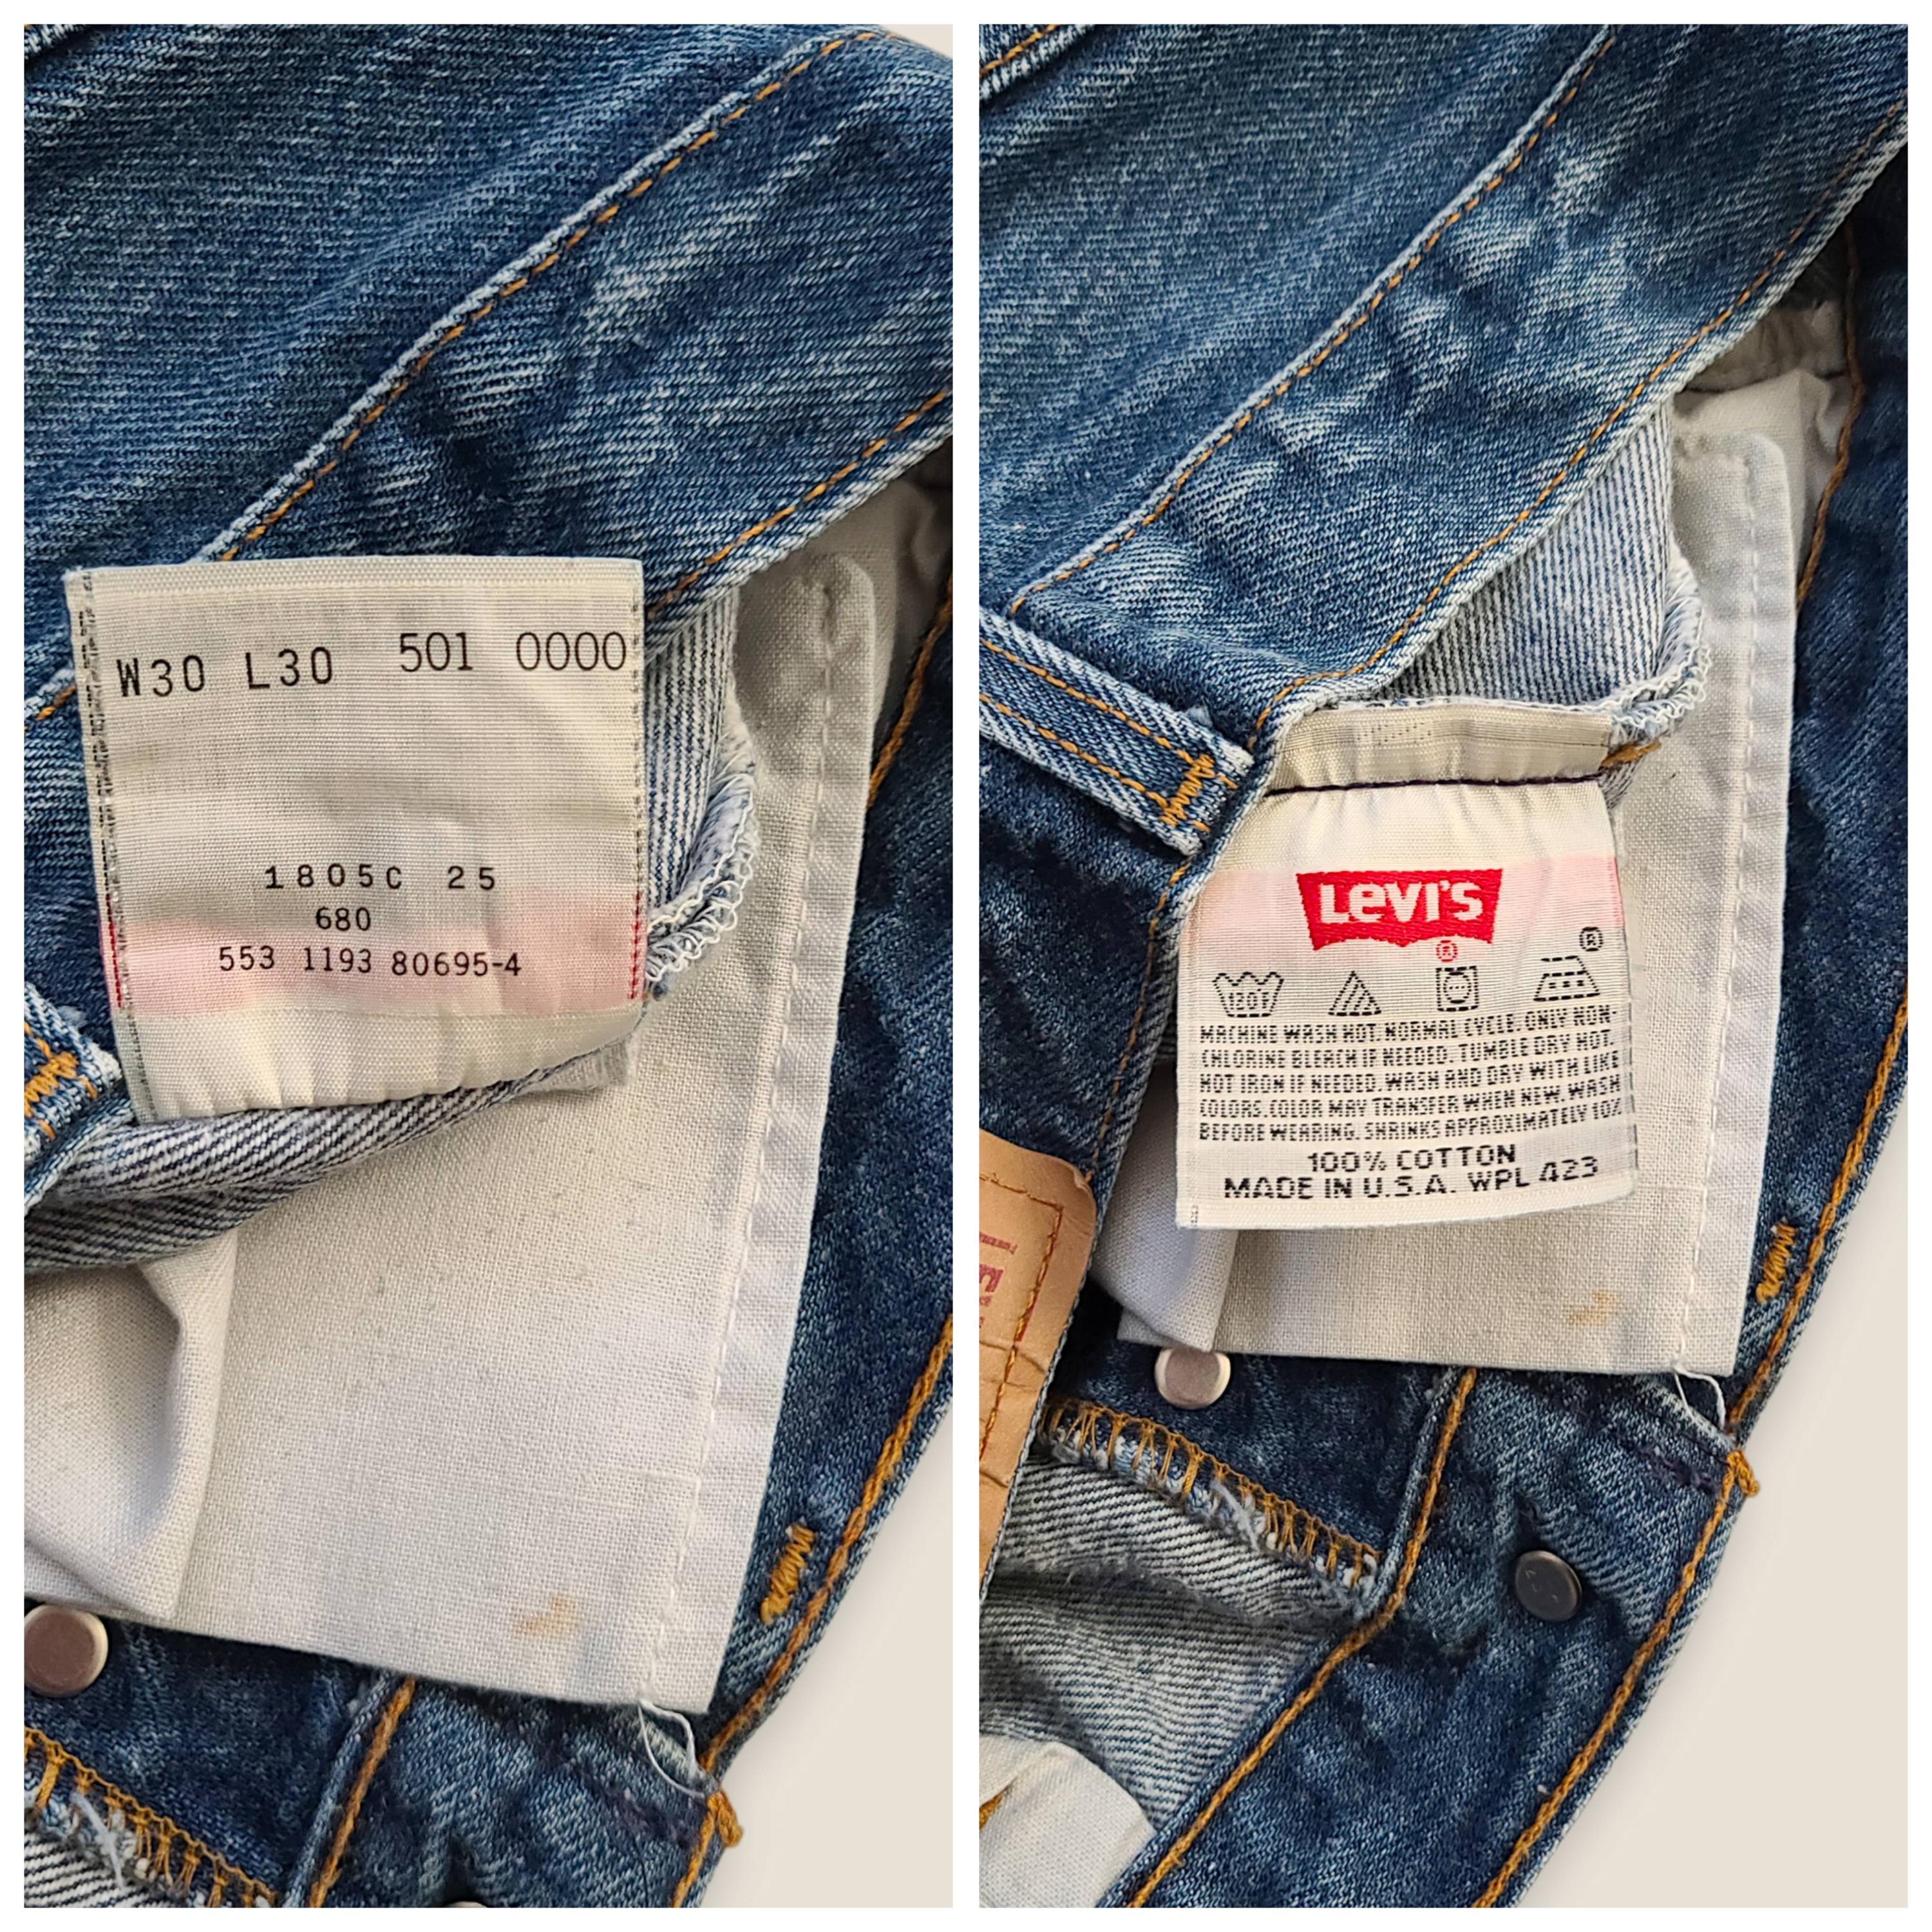 W30 L30 501 0000
1805C 25
680
553 1193 80695-4
LEVI'S
®
®
120F
MACHINE WASH HOT. NORMAL CYCLE. ONLY NON-
CHLORINE BLEACH IF NEEDED. TUMBLE DRY HOT.
HOT IRON IF NEEDED. WASH AND DRY WITH LIKE
COLORS. COLOR MAY TRANSFER WHEN NEW. WASH
BEFORE WEARING. SHRINKS APPROXIMATELY 10%
100% COTTON
MADE IN U.S.A. WPL 423